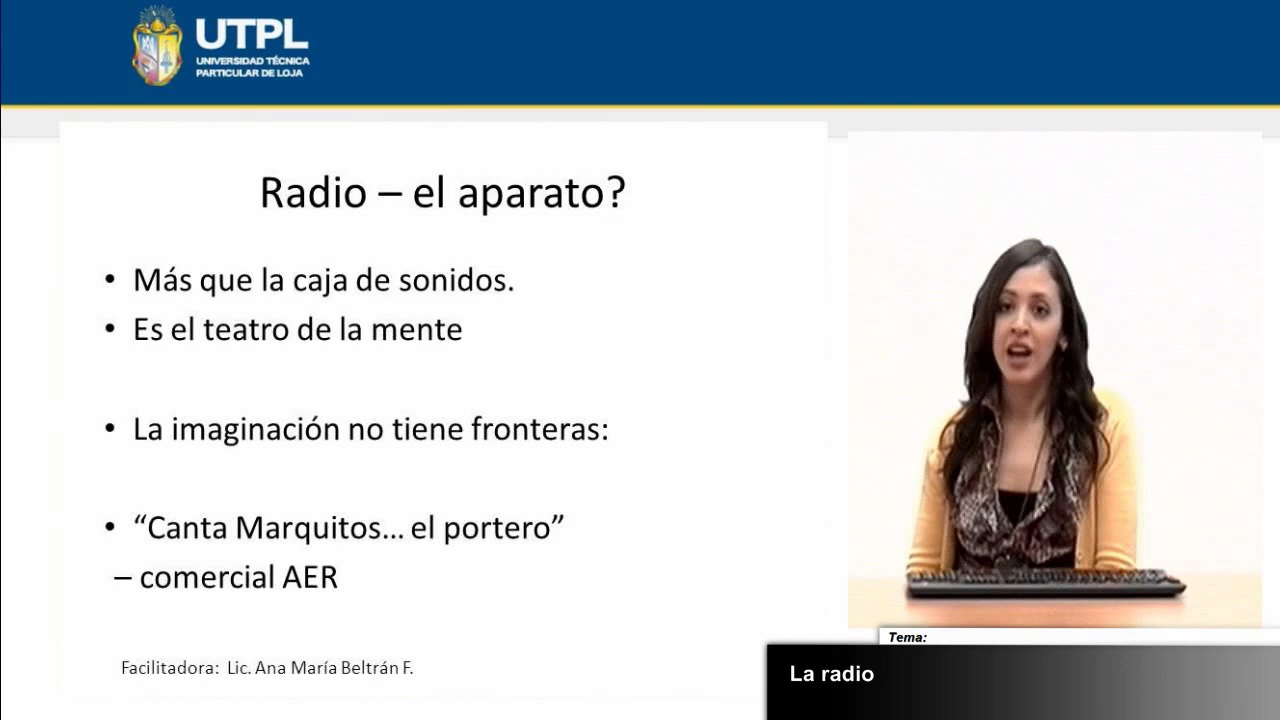 UTPL
UNIVERSIDAD TÉCNICA
PARTICULAR DE LOJA
Radio – el aparato?
• Más que la caja de sonidos.
• Es el teatro de la mente
• La imaginación no tiene fronteras:
• “Canta Marquitos... el portero”
– comercial AER
Facilitadora: Lic. Ana María Beltrán F.
Tema:
La radio